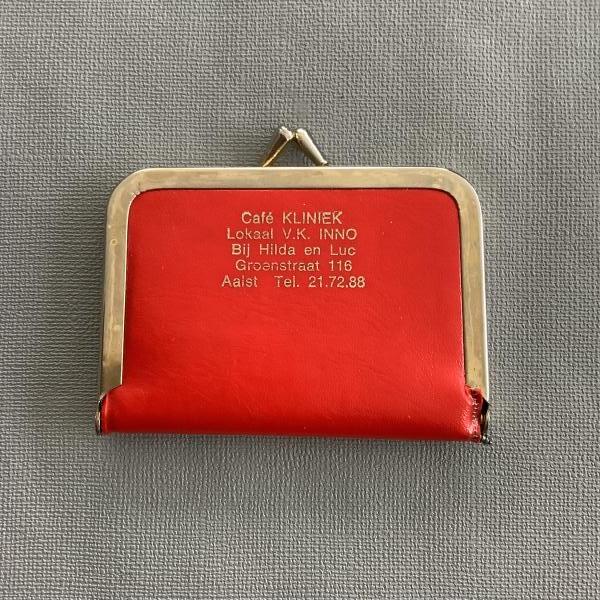 Café KLINIEK
Lokaal V.K. INNO
Bij Hilda en Luc
Groenstraat 116
Aalst Tel. 21.72.88